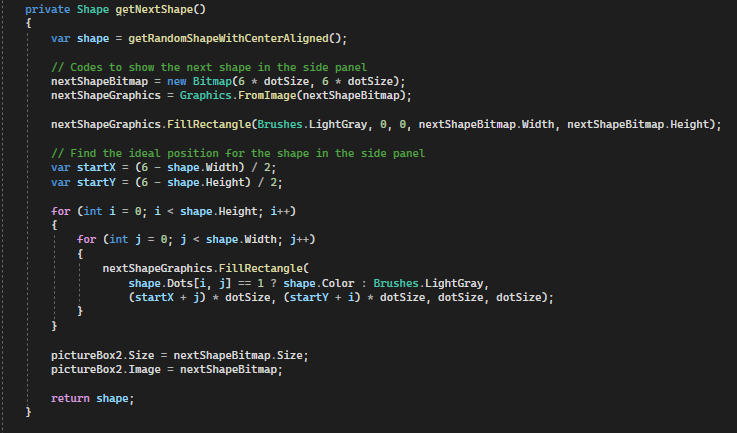 private Shape getNextShape()
{
var shape = getRandomShapeWithCenterAligned();
// Codes to show the next shape in the side panel
nextShapeBitmap = new Bitmap(6 * dotSize, 6 * dotSize);
nextShapeGraphics = Graphics.FromImage(nextShapeBitmap);
nextShapeGraphics.FillRectangle(Brushes.LightGray, 0, 0, nextShapeBitmap.Width, nextShapeBitmap.Height);
// Find the ideal position for the shape in the side panel
var startX = (6 - shape.Width) / 2;
var startY = (6 - shape.Height) / 2;
for (int i = 0; i < shape.Height; i++)
{
for (int j = 0; j < shape.Width; j++)
{
nextShapeGraphics.FillRectangle(
shape.Dots[i, j] == 1 ? shape.Color : Brushes.LightGray,
(startX + j) * dotSize, (startY + i) * dotSize, dotSize, dotSize);
}
}
pictureBox2.Size = nextShapeBitmap.Size;
pictureBox2.Image = nextShapeBitmap;
return shape;
}